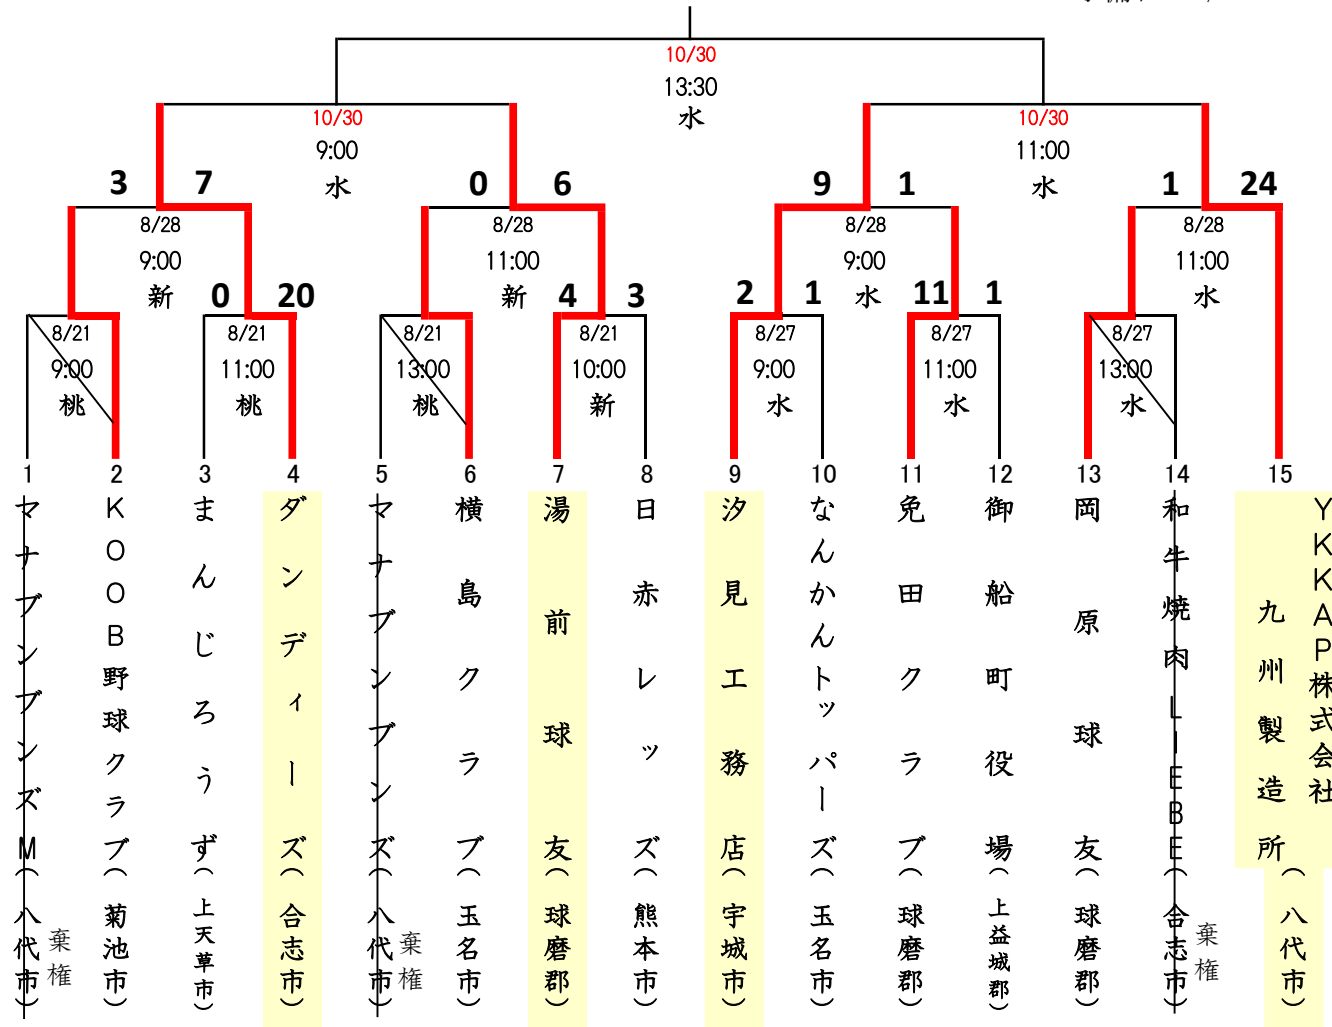 10/30
13:30
水
10/30
9:00
水
10/30
11:00
水
3 7
0 6
9 1
1 24
8/28
9:00
新
8/28
11:00
新
8/28
9:00
水
8/28
11:00
水
0 20
4 3
2 1
11 1
8/21
9:00
桃
8/21
11:00
桃
8/21
13:00
桃
8/21
10:00
新
8/27
9:00
水
8/27
11:00
水
8/27
13:00
水
1
マナブンブンズM(八代市)
棄権
2
KOOB野球クラブ(菊池市)
3
まんじろうず(上天草市)
4
ダンディーズ(合志市)
5
マナブンブンズ(八代市)
棄権
6
横島クラブ(玉名市)
7
湯前球友(球磨郡)
8
日赤レッズ(熊本市)
9
汐見工務店(宇城市)
10
なんかんトッパーズ(玉名市)
11
免田クラブ(球磨郡)
12
御船町役場(上益城郡)
13
岡原球友(球磨郡)
14
和牛焼肉LIEBE(合志市)
棄権
15
YKKAP株式会社
九州製造所(八代市)